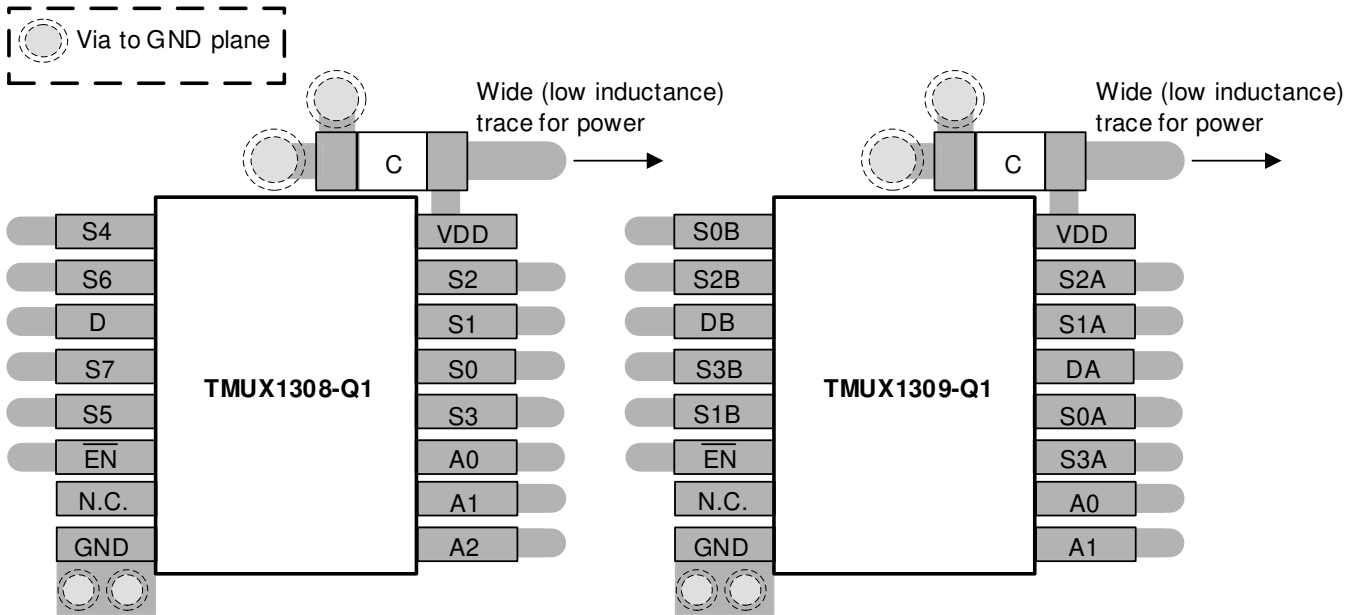 Via to GND plane
Wide (low inductance)
trace for power
C
S4
S6
D
S7
S5
EN
N.C.
GND
TMUX1308-Q1
VDD
S2
S1
S0
S3
A0
A1
A2
Wide (low inductance)
trace for power
C
S0B
S2B
DB
S3B
S1B
EN
N.C.
GND
TMUX1309-Q1
VDD
S2A
S1A
DA
S0A
S3A
A0
A1